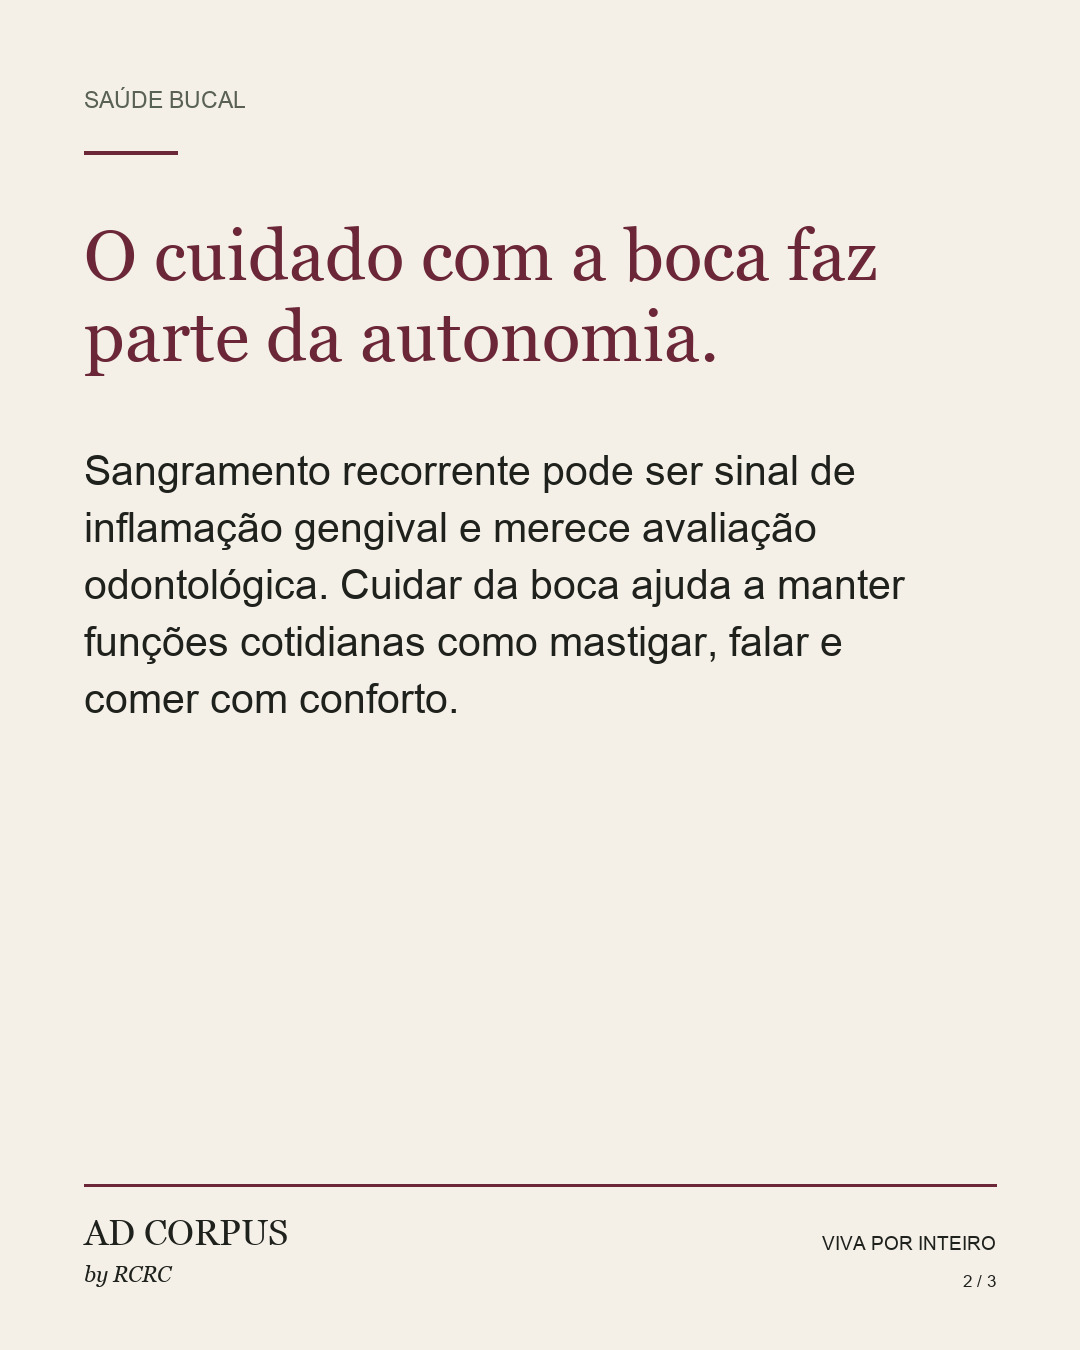 SAÚDE BUCAL
O cuidado com a boca faz
parte da autonomia.
Sangramento recorrente pode ser sinal de
inflamação gengival e merece avaliação
odontológica. Cuidar da boca ajuda a manter
funções cotidianas como mastigar, falar e
comer com conforto.
AD CORPUS
by RCRC
VIVA POR INTEIRO
2 / 3